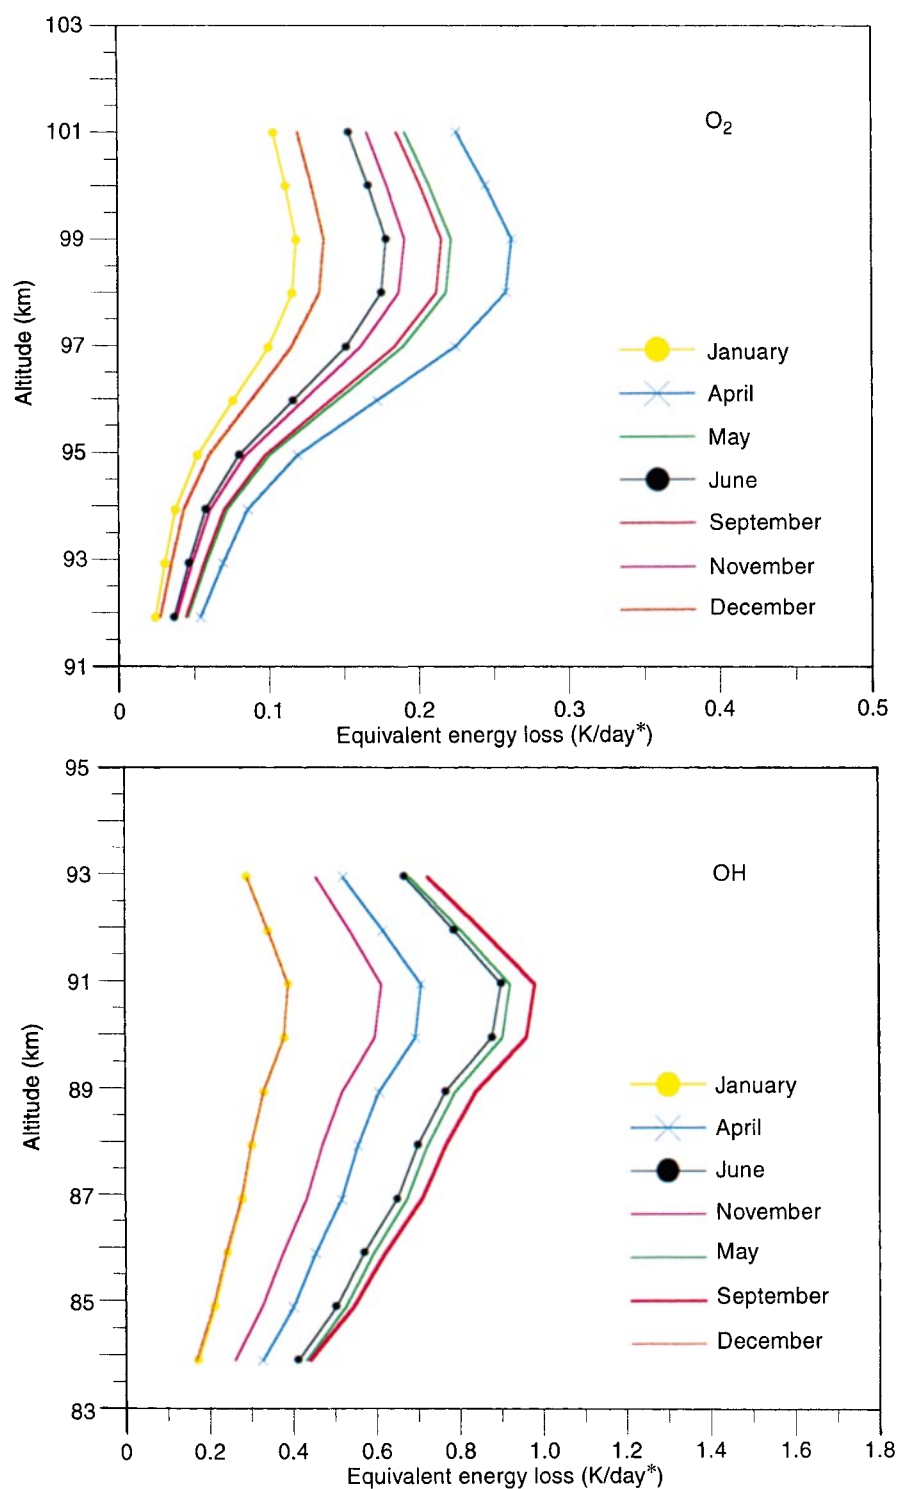 103
101
99
97
95
93
91
Altitude (km)
O2
January
April
May
June
September
November
December
0
0.1
0.2
0.3
0.4
0.5
Equivalent energy loss (K/day*)
95
93
91
89
87
85
83
Altitude (km)
OH
January
April
June
November
May
September
December
0
0.2
0.4
0.6
0.8
1.0
1.2
1.4
1.6
1.8
Equivalent energy loss (K/day*)